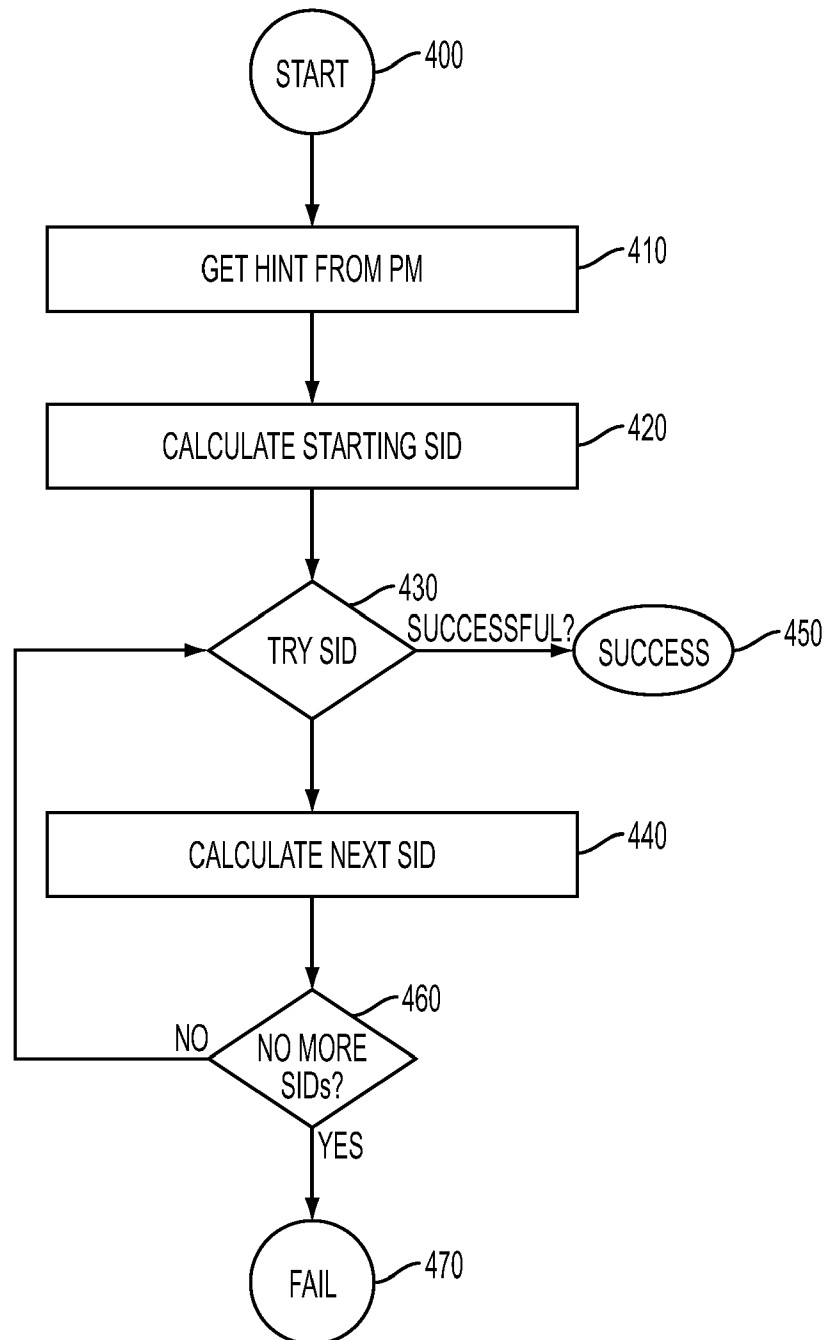 START
400
GET HINT FROM PM
410
CALCULATE STARTING SID
420
430
TRY SID
SUCCESSFUL?
SUCCESS
450
CALCULATE NEXT SID
440
460
NO
NO MORE
SIDs?
YES
FAIL
470